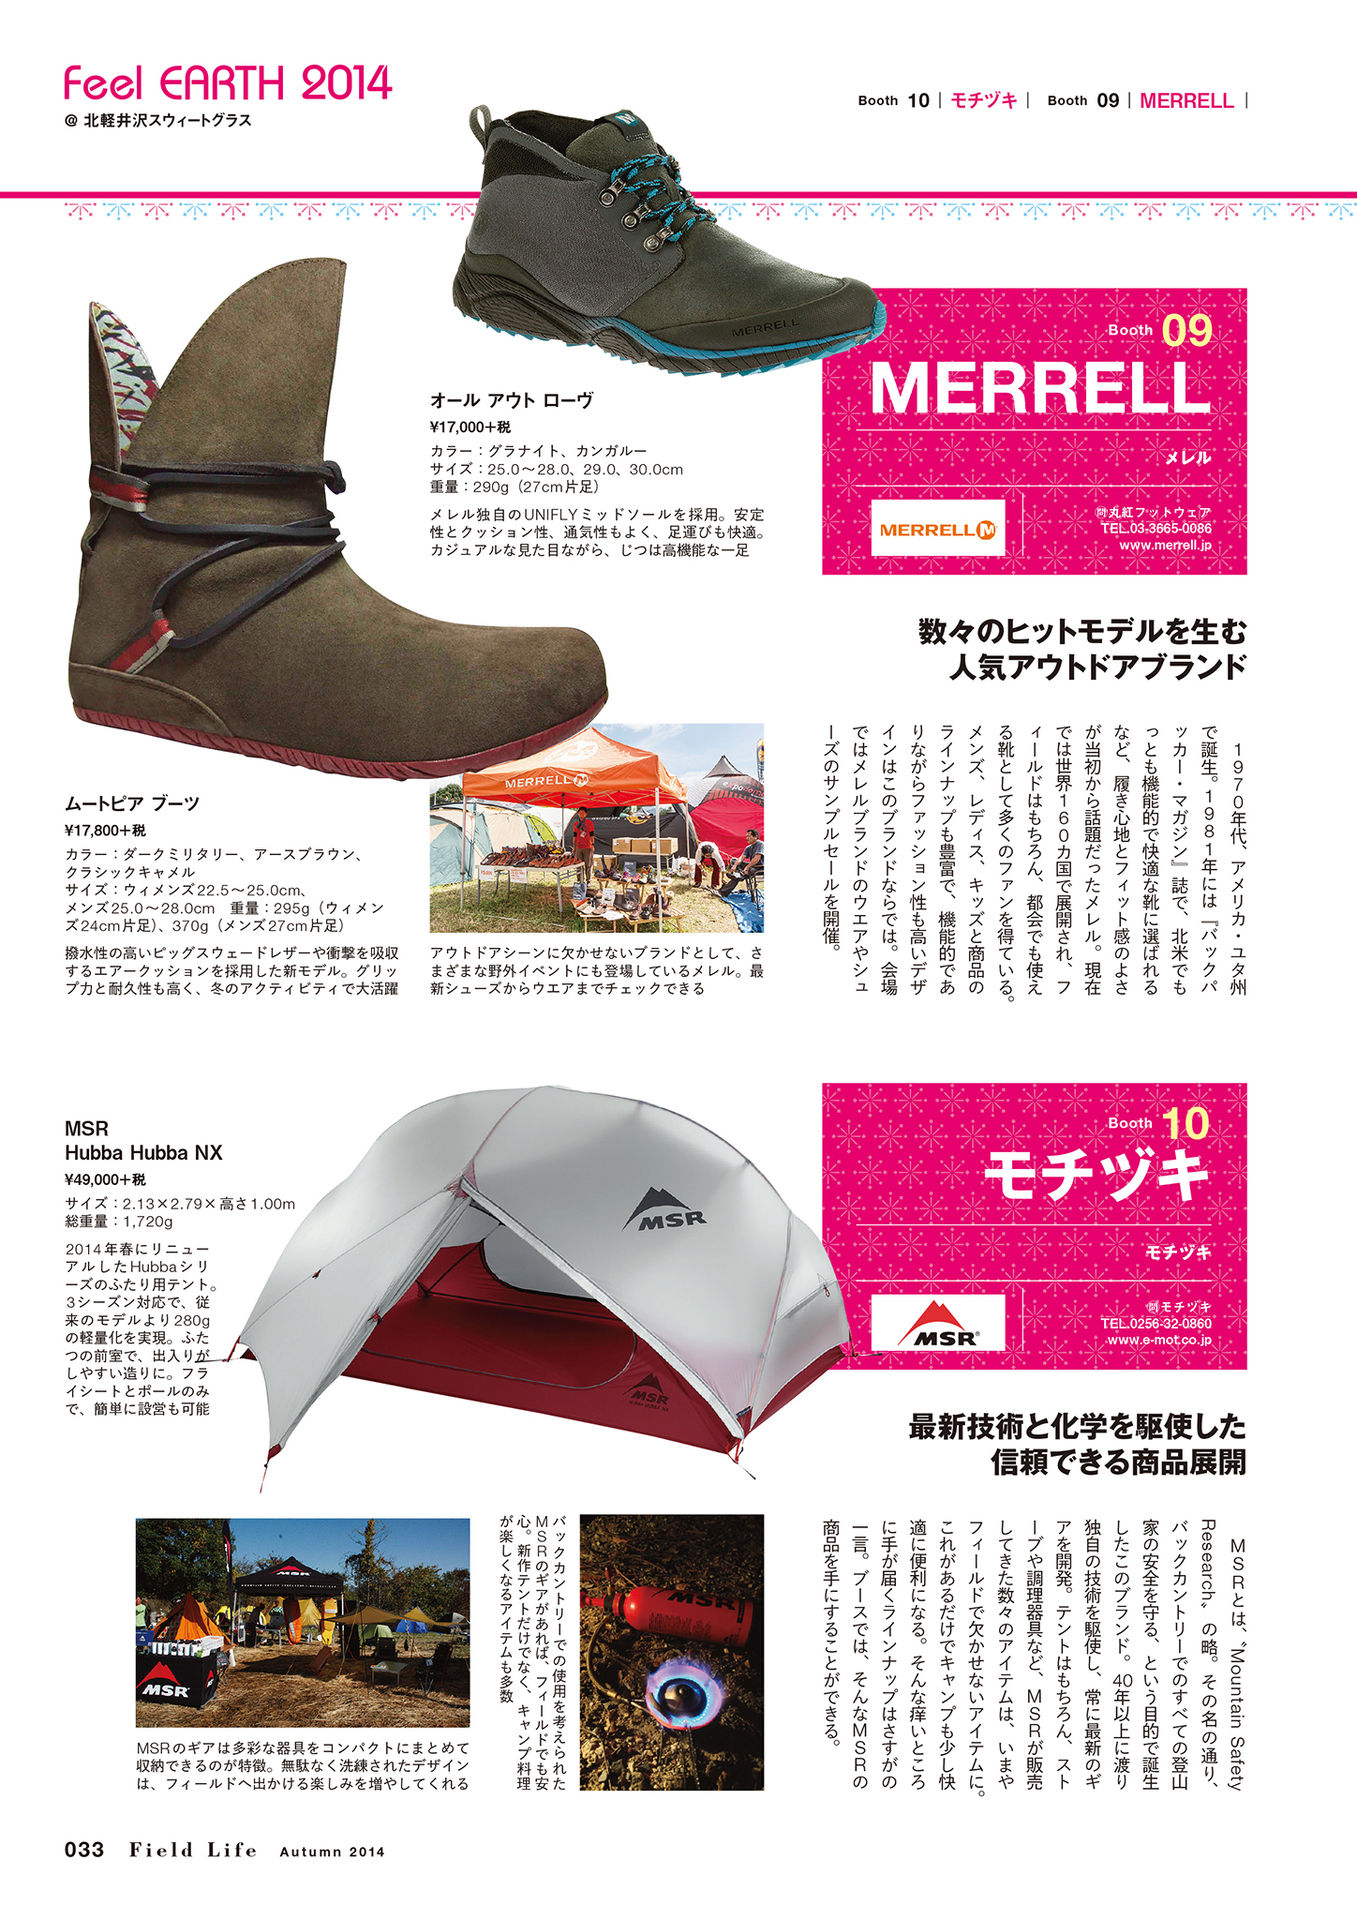 Feel EARTH 2014
@ 北軽井沢スウィートグラス
Booth 10 | モチヅキ | Booth 09 | MERRELL |
MERRELL
Booth 09
MERRELL
メレル
MERRELL
問丸紅フットウェア
TEL.03-3665-0086
www.merrell.jp
オール アウト ローヴ
¥17,000+税
カラー：グラナイト、カンガルー
サイズ：25.0〜28.0、29.0、30.0cm
重量：290g（27cm片足）
メレル独自のUNIFLYミッドソールを採用。安定
性とクッション性、通気性もよく、足運びも快適。
カジュアルな見た目ながら、じつは高機能な一足
数々のヒットモデルを生む
人気アウトドアブランド
1970年代、アメリカ・ユタ州
で誕生。1981年には『バックパ
ッカー・マガジン』誌で、北米でも
っとも機能的で快適な靴に選ばれる
など、履き心地とフィット感のよさ
が当初から話題だったメレル。現在
では世界160カ国で展開され、フ
ィールドはもちろん、都会でも使え
る靴として多くのファンを得ている。
メンズ、レディス、キッズと商品の
ラインナップも豊富で、機能的であ
りながらファッション性も高いデザ
インはこのブランドならでは。会場
ではメレルブランドのウエアやシュ
ーズのサンプルセールを開催。
ムートピア ブーツ
¥17,800+税
カラー：ダークミリタリー、アースブラウン、
クラシックキャメル
サイズ：ウィメンズ22.5〜25.0cm、
メンズ25.0〜28.0cm　重量：295g（ウィメン
ズ24cm片足）、370g（メンズ27cm片足）
撥水性の高いピッグスウェードレザーや衝撃を吸収
するエアークッションを採用した新モデル。グリッ
プ力と耐久性も高く、冬のアクティビティで大活躍
MERRELL
アウトドアシーンに欠かせないブランドとして、さ
まざまな野外イベントにも登場しているメレル。最
新シューズからウエアまでチェックできる
MSR
Hubba Hubba NX
¥49,000+税
サイズ：2.13×2.79×高さ1.00m
総重量：1,720g
2014年春にリニュー
アルしたHubbaシリ
ーズのふたり用テント。
3シーズン対応で、従
来のモデルより280g
の軽量化を実現。ふた
つの前室で、出入りが
しやすい造りに。フラ
イシートとポールのみ
で、簡単に設営も可能
MSR
MSR
HUBBA HUBBA NX
Booth 10
モチヅキ
モチヅキ
MSR®
問モチヅキ
TEL.0256-32-0860
www.e-mot.co.jp
最新技術と化学を駆使した
信頼できる商品展開
MSRとは、〝Mountain Safety
Research〟の略。その名の通り、
バックカントリーでのすべての登山
家の安全を守る、という目的で誕生
したこのブランド。40年以上に渡り
独自の技術を駆使し、常に最新のギ
アを開発。テントはもちろん、スト
ーブや調理器具など、MSRが販売
してきた数々のアイテムは、いまや
フィールドで欠かせないアイテムに。
これがあるだけでキャンプも少し快
適に便利になる。そんな痒いところ
に手が届くラインナップはさすがの
一言。ブースでは、そんなMSRの
商品を手にすることができる。
バックカントリーでの使用を考えられた
MSRのギアがあれば、フィールドでも安
心。新作テントだけでなく、キャンプ料理
が楽しくなるアイテムも多数
MSR
MSR
MSR
MSRのギアは多彩な器具をコンパクトにまとめて
収納できるのが特徴。無駄なく洗練されたデザイン
は、フィールドへ出かける楽しみを増やしてくれる
033 Field Life Autumn 2014